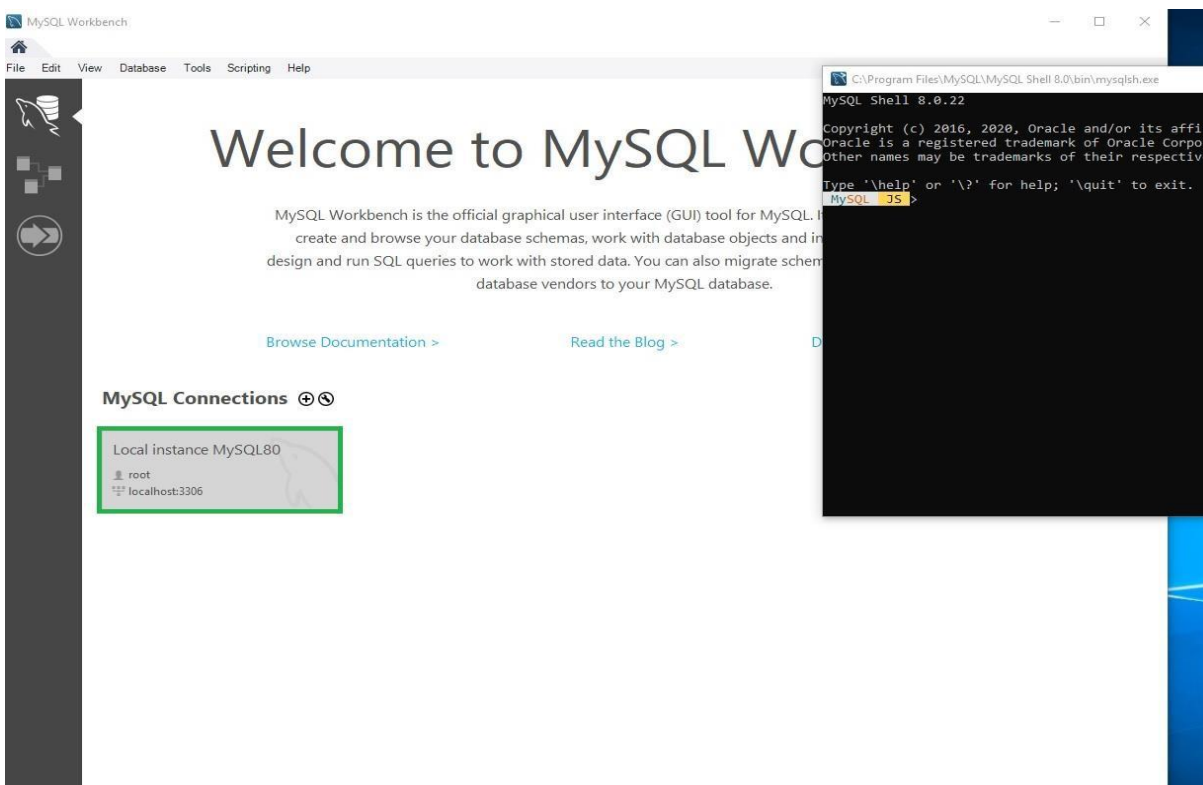 MySQL Workbench
File Edit View Database Tools Scripting Help
Welcome to MySQL Wo
MySQL Workbench is the official graphical user interface (GUI) tool for MySQL. I
create and browse your database schemas, work with database objects and in
design and run SQL queries to work with stored data. You can also migrate schem
database vendors to your MySQL database.
Browse Documentation >
Read the Blog >
D
MySQL Connections
Local instance MySQL80
root
localhost:3306
C:\Program Files\MySQL\MySQL Shell 8.0\bin\mysqlsh.exe
MySQL Shell 8.0.22
Copyright (c) 2016, 2020, Oracle and/or its affi
Oracle is a registered trademark of Oracle Corpo
Other names may be trademarks of their respectiv
Type '\help' or '\?' for help; '\quit' to exit.
MySQL JS >